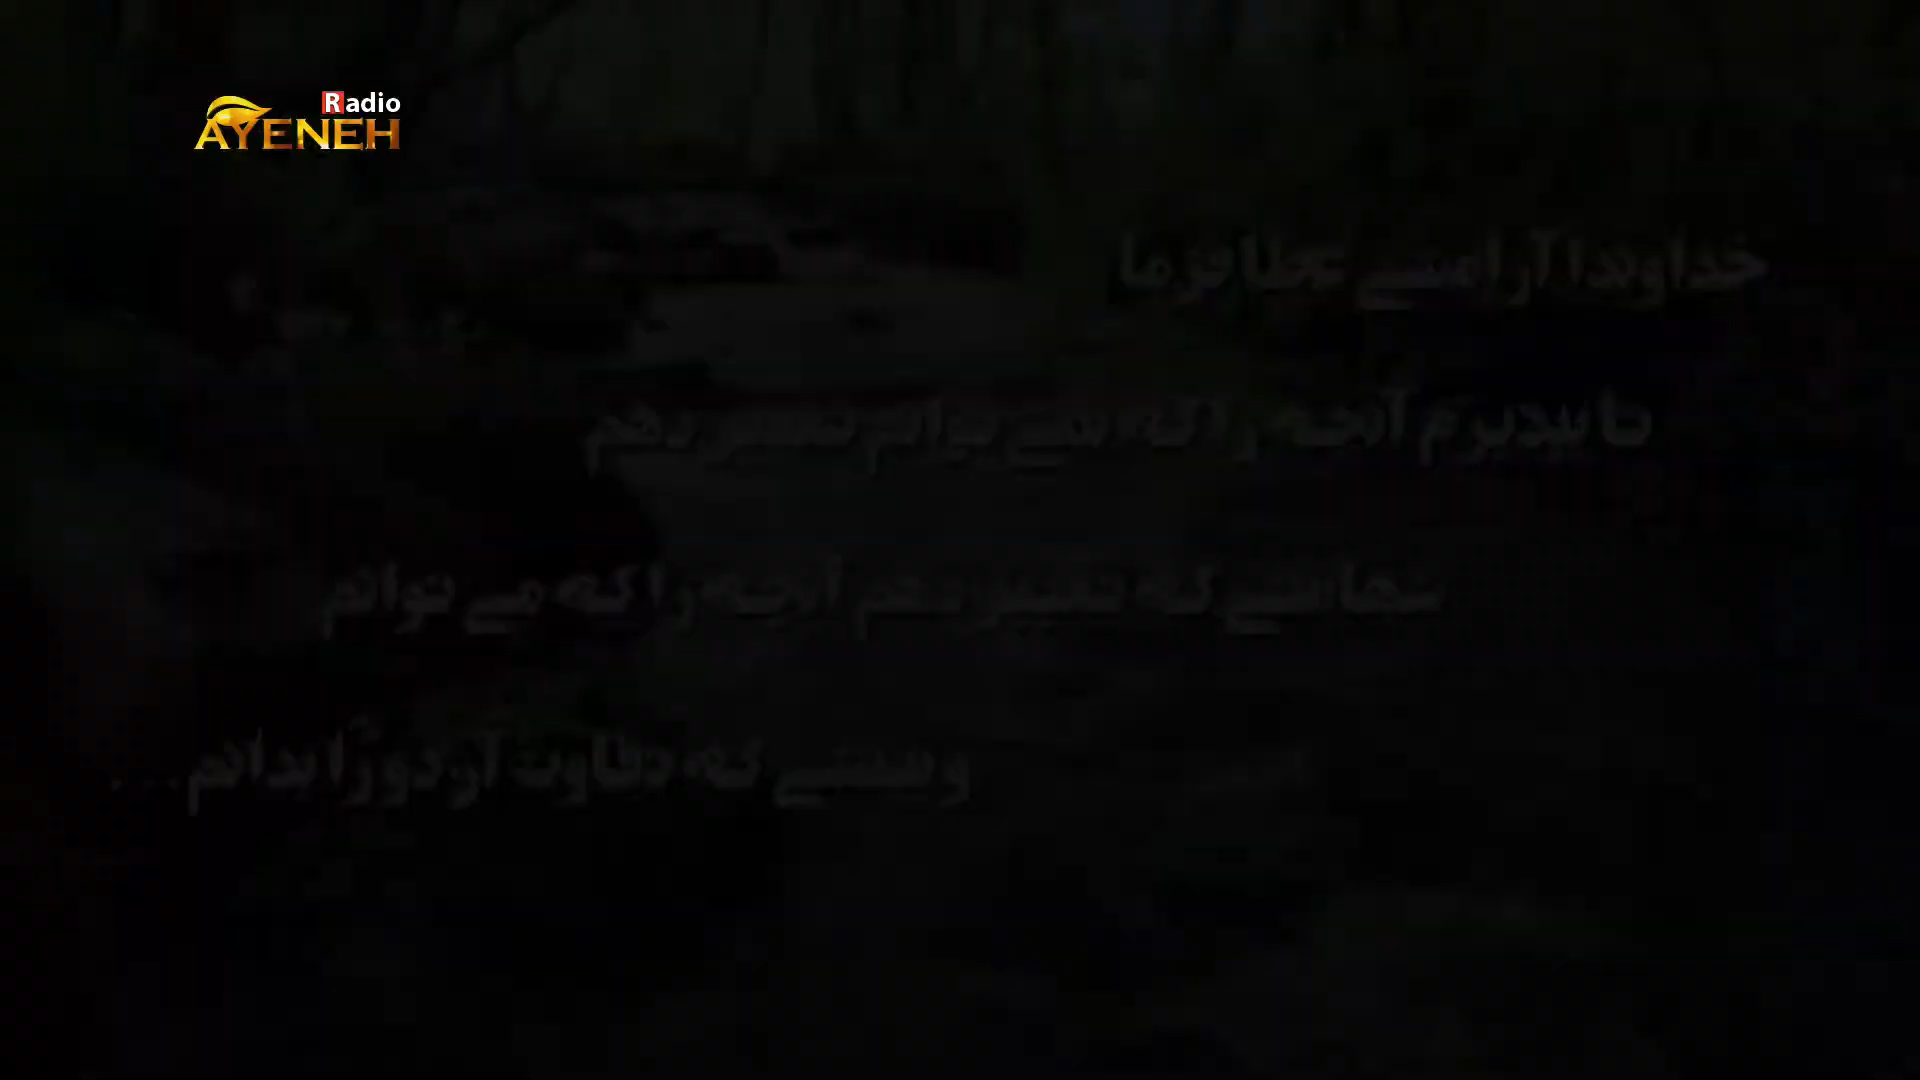 Radio
AYENEH
خداوندا آرامشی عطا فرما
تا بپذیرم آنچه را که نمی توانم تغییر دهم
شهامتی که تغییر دهم آنچه را که می توانم
و بینشی که تفاوت آن دو را بدانم...